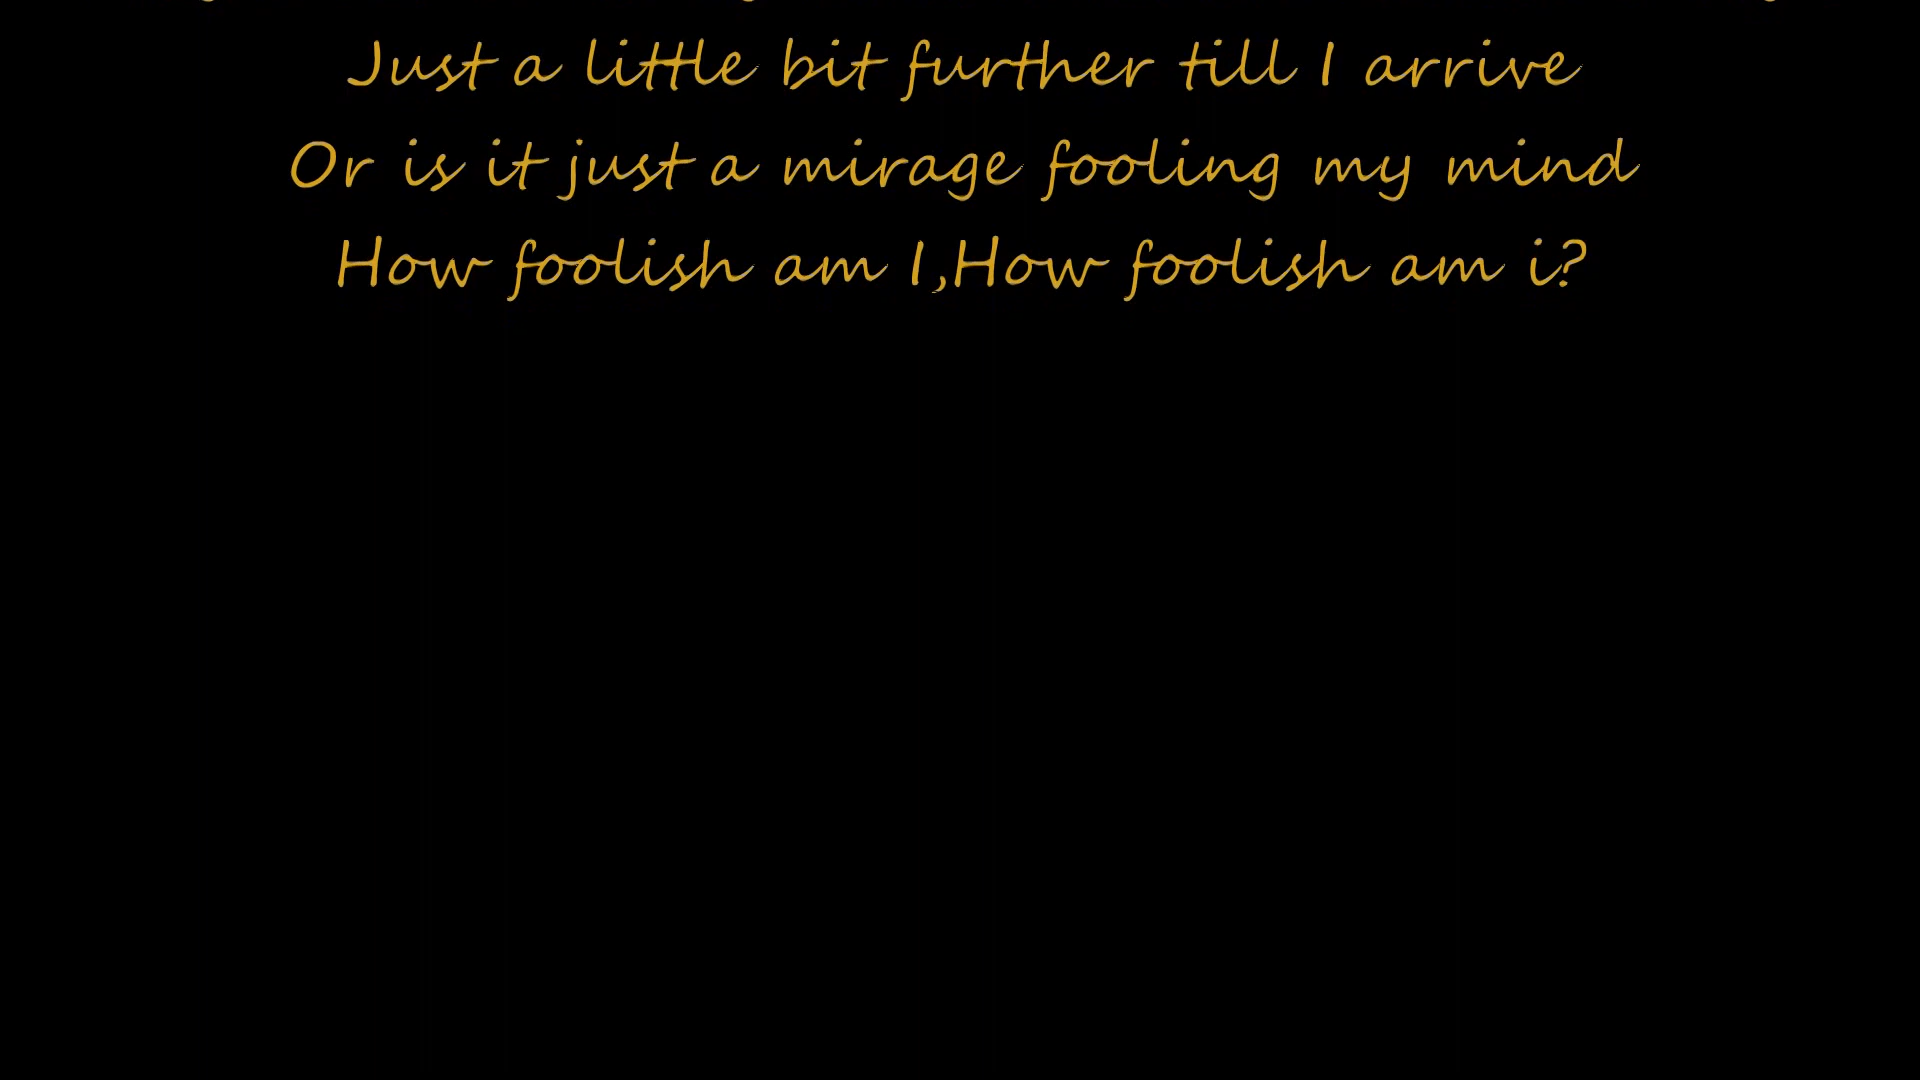 Just a little bit further till I arrive
Or is it just a mirage fooling my mind
How foolish am I,How foolish am i?